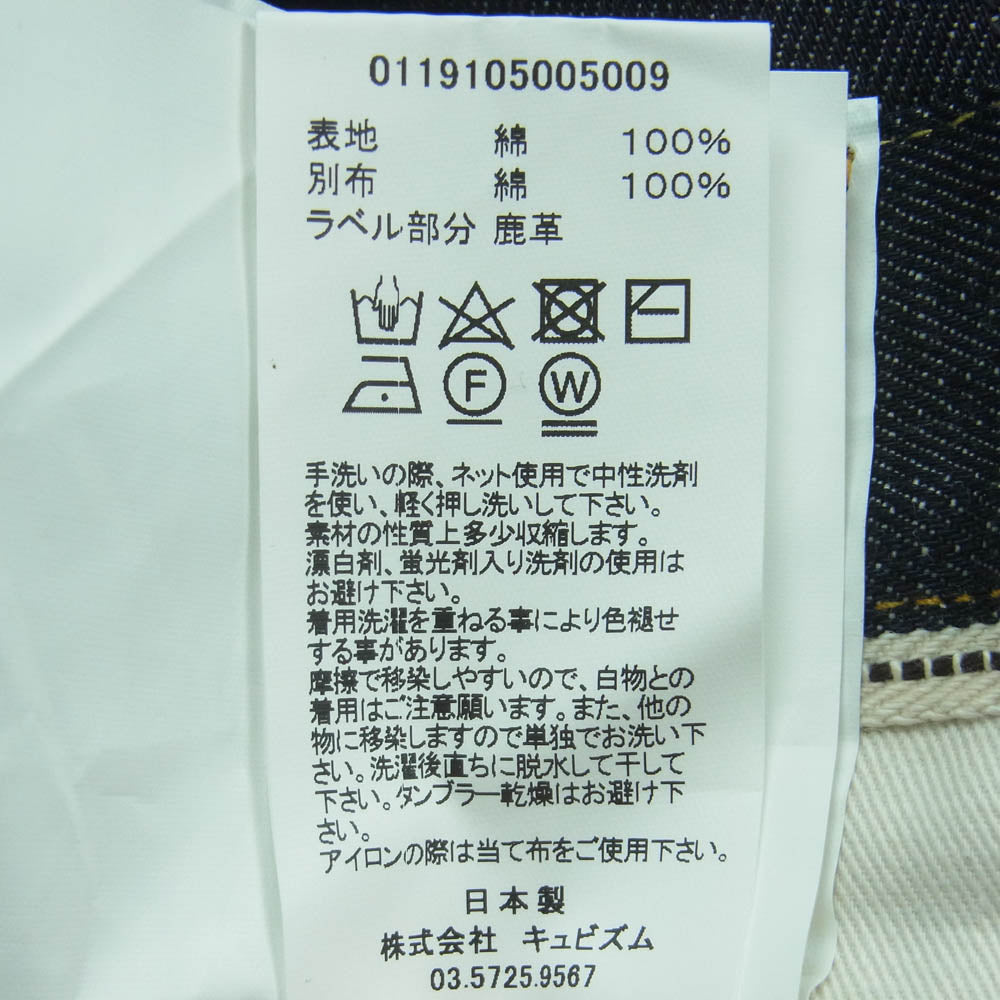 0119105005009
表地 綿 100%
別布 綿 100%
ラベル部分 鹿革
F W
手洗いの際、ネット使用で中性洗剤
を使い、軽く押し洗いして下さい。
素材の性質上多少収縮します。
漂白剤、蛍光剤入り洗剤の使用は
お避け下さい。
着用洗濯を重ねる事により色褪せ
する事があります。
摩擦で移染しやすいので、白物との
着用はご注意願います。また、他の
物に移染しますので単独でお洗い下
さい。洗濯後直ちに脱水して干して
下さい。タンブラー乾燥はお避け下
さい。
アイロンの際は当て布をご使用下さい。
日本製
株式会社 キュビズム
03.5725.9567